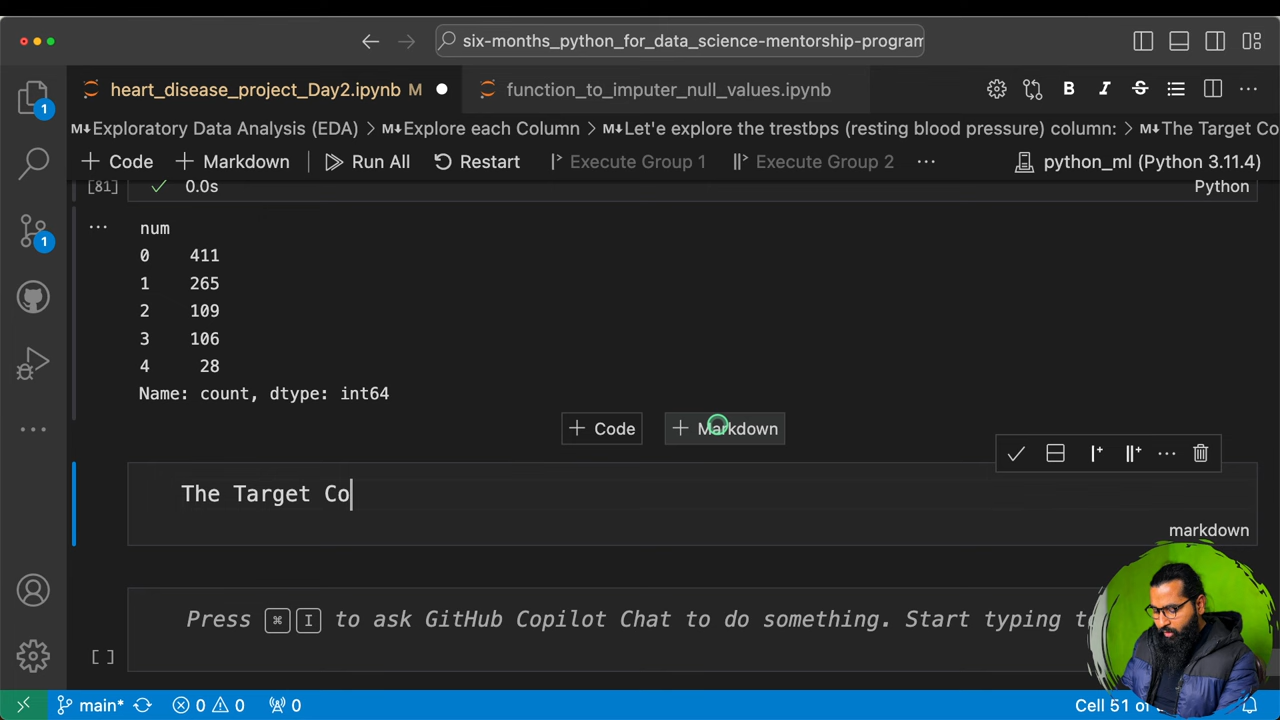 six-months_python_for_data_science-mentorship-program
heart_disease_project_Day2.ipynb M
function_to_imputer_null_values.ipynb
Exploratory Data Analysis (EDA) > Explore each Column > Let'e explore the trestbps (resting blood pressure) column: > The Target Co
+ Code + Markdown Run All Restart Execute Group 1 Execute Group 2 ... python_ml (Python 3.11.4)
[81] 0.0s Python
num
0 411
1 265
2 109
3 106
4 28
Name: count, dtype: int64
+ Code + Markdown
The Target Co
markdown
Press ⌘ I to ask GitHub Copilot Chat to do something. Start typing
[ ]
main* 0 0 0 Cell 51 of